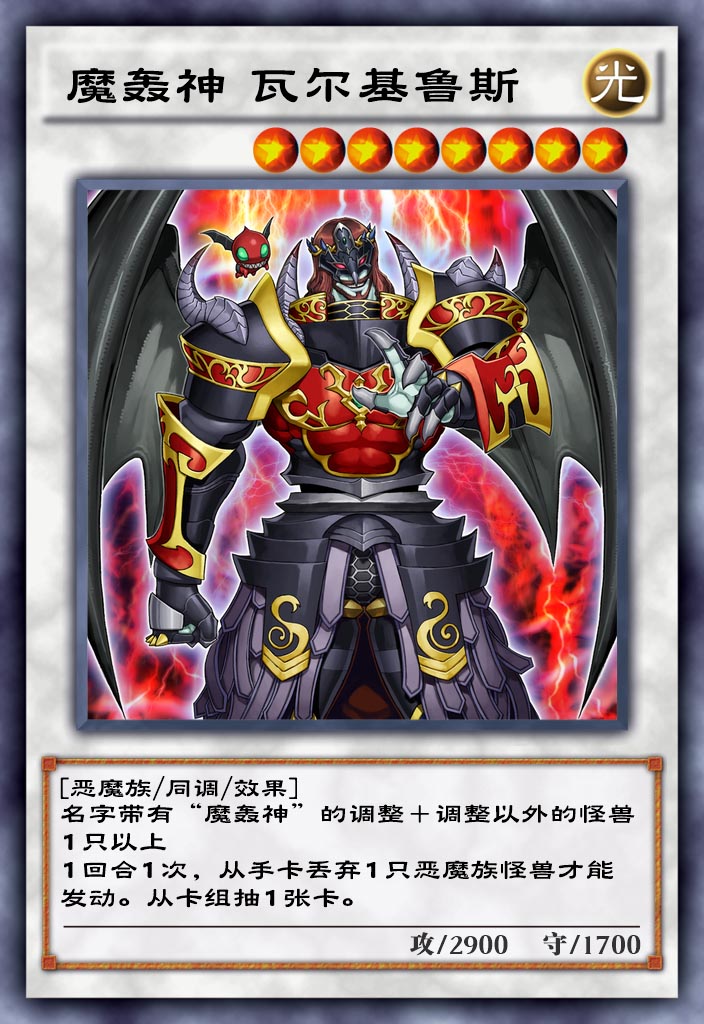 魔轰神 瓦尔基鲁斯
光
[恶魔族/同调/效果]
名字带有“魔轰神”的调整＋调整以外的怪兽
1只以上
1回合1次，从手卡丢弃1只恶魔族怪兽才能
发动。从卡组抽1张卡。
攻/2900 守/1700